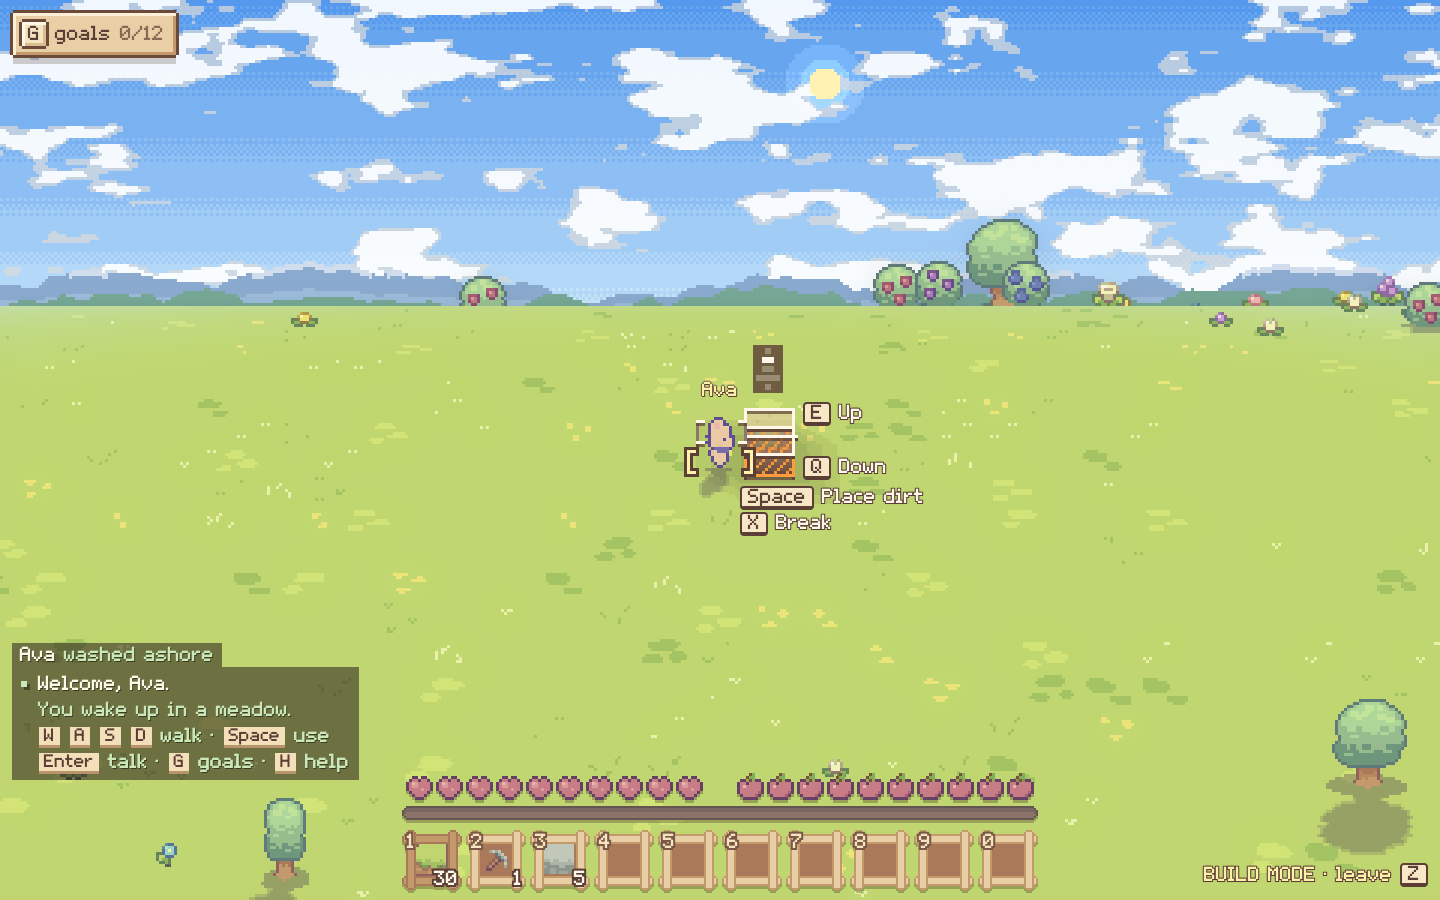 G goals 0/12
Ava
E Up
Q Down
Space Place dirt
X Break
Ava washed ashore
Welcome, Ava.
You wake up in a meadow.
W A S D walk · Space use
Enter talk · G goals · H help
1 2 3 4 5 6 7 8 9 0
30 1 5
BUILD MODE · leave Z